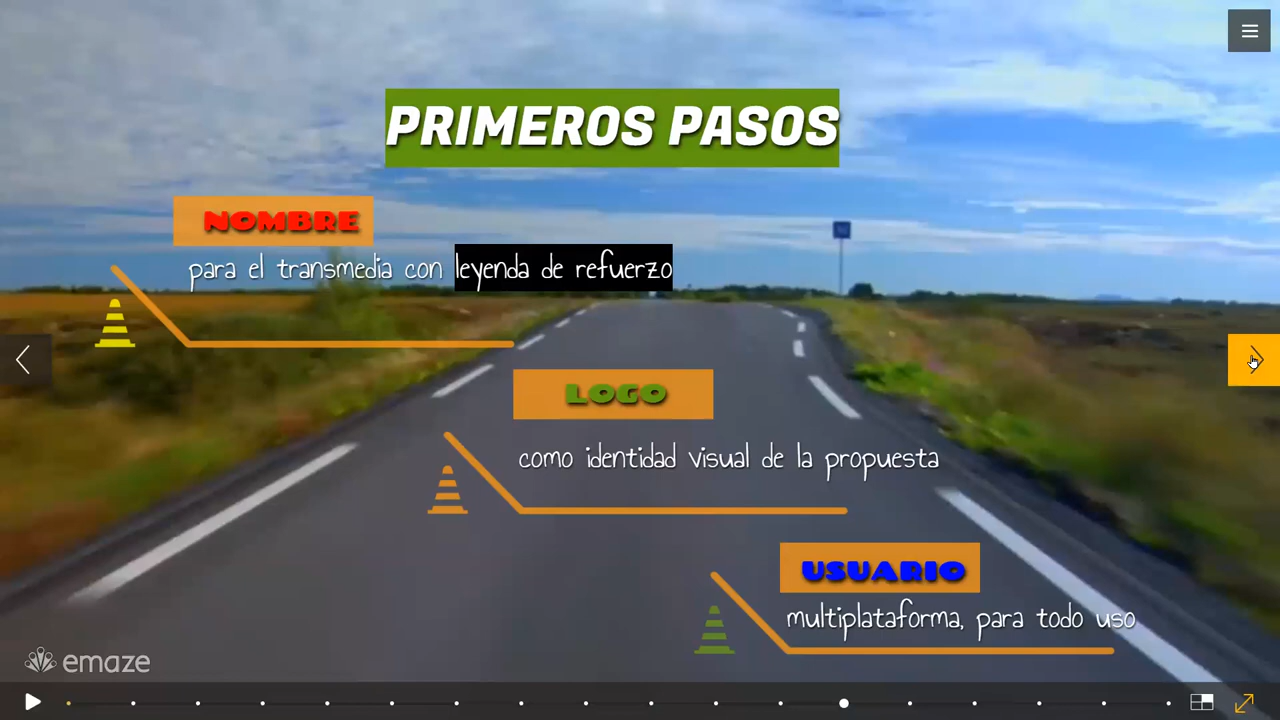 PRIMEROS PASOS
NOMBRE
para el transmedia con leyenda de refuerzo
LOGO
como identidad visual de la propuesta
USUARIO
multiplataforma, para todo uso
emaze